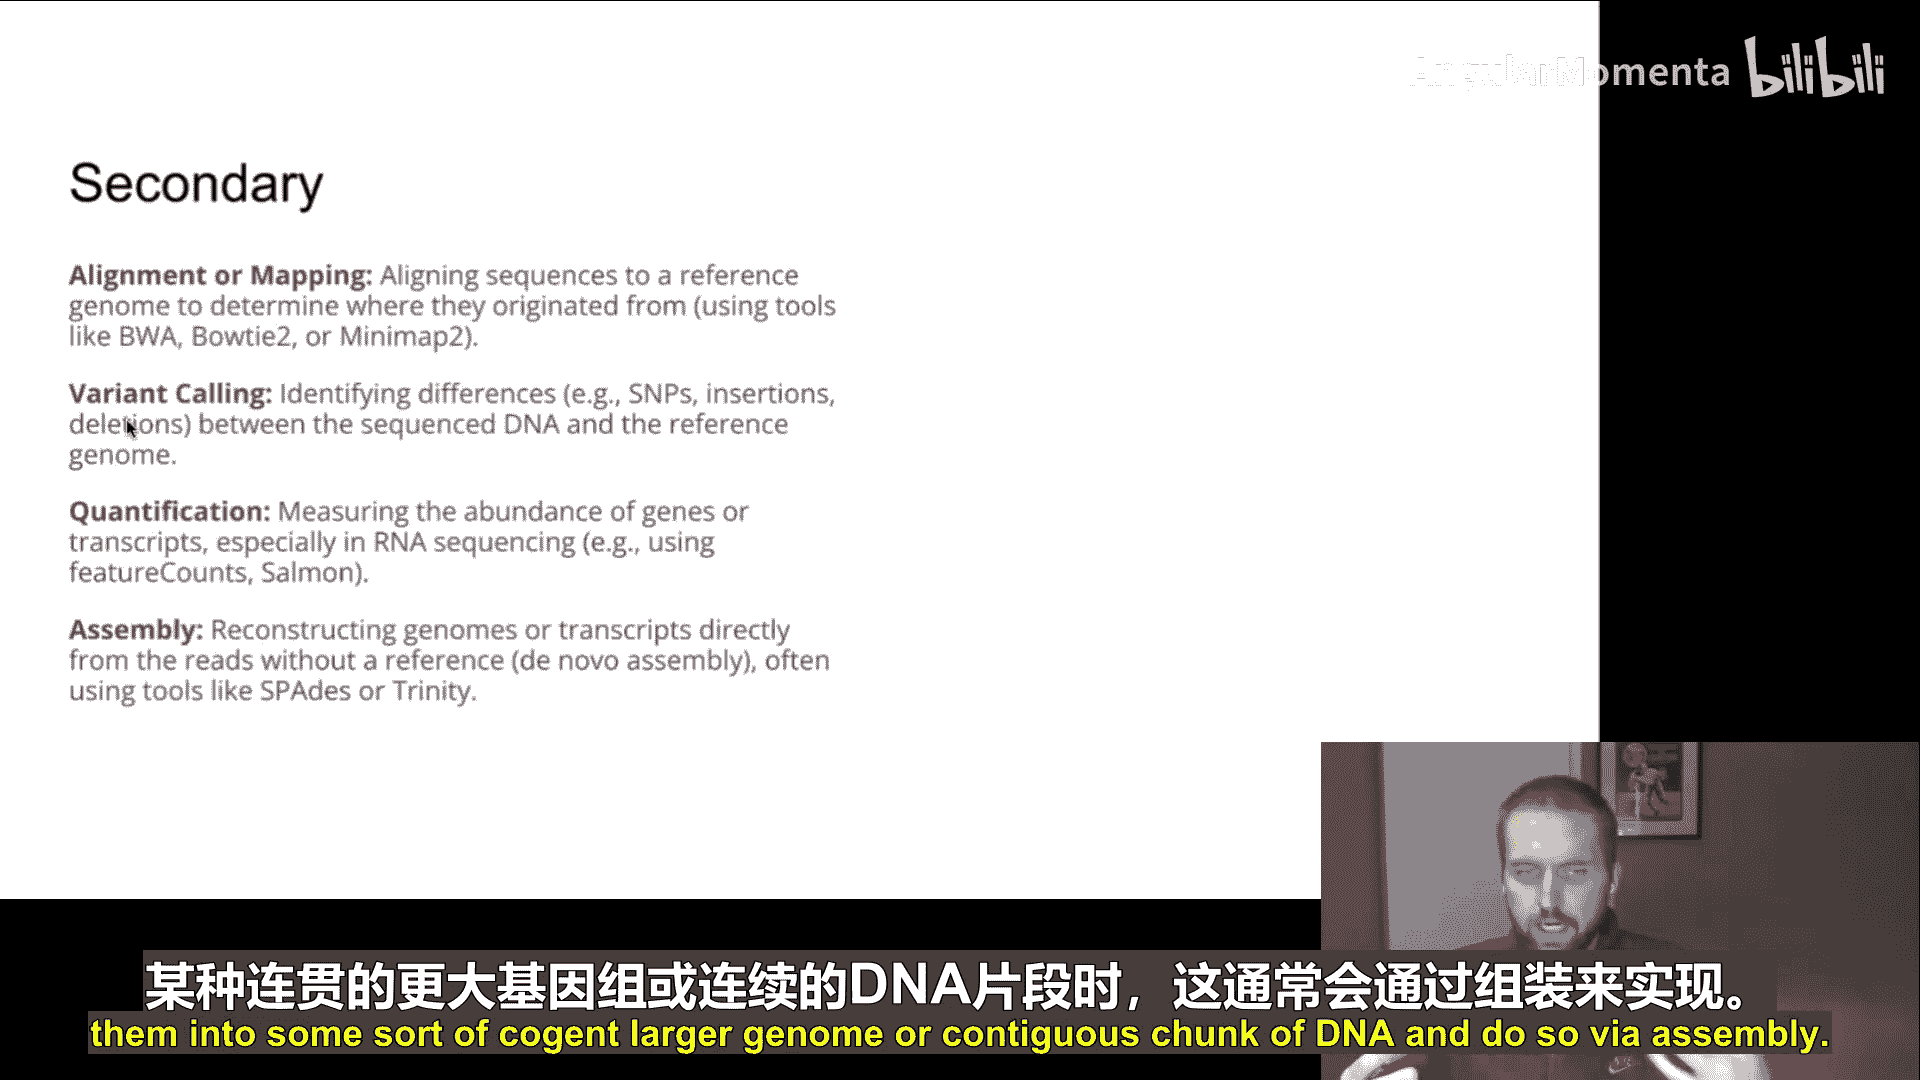 AngularMomenta bilibili
Secondary
Alignment or Mapping: Aligning sequences to a reference
genome to determine where they originated from (using tools
like BWA, Bowtie2, or Minimap2).
Variant Calling: Identifying differences (e.g., SNPs, insertions,
deletions) between the sequenced DNA and the reference
genome.
Quantification: Measuring the abundance of genes or
transcripts, especially in RNA sequencing (e.g., using
featureCounts, Salmon).
Assembly: Reconstructing genomes or transcripts directly
from the reads without a reference (de novo assembly), often
using tools like SPAdes or Trinity.
某种连贯的更大基因组或连续的DNA片段时，这通常会通过组装来实现。
them into some sort of cogent larger genome or contiguous chunk of DNA and do so via assembly.